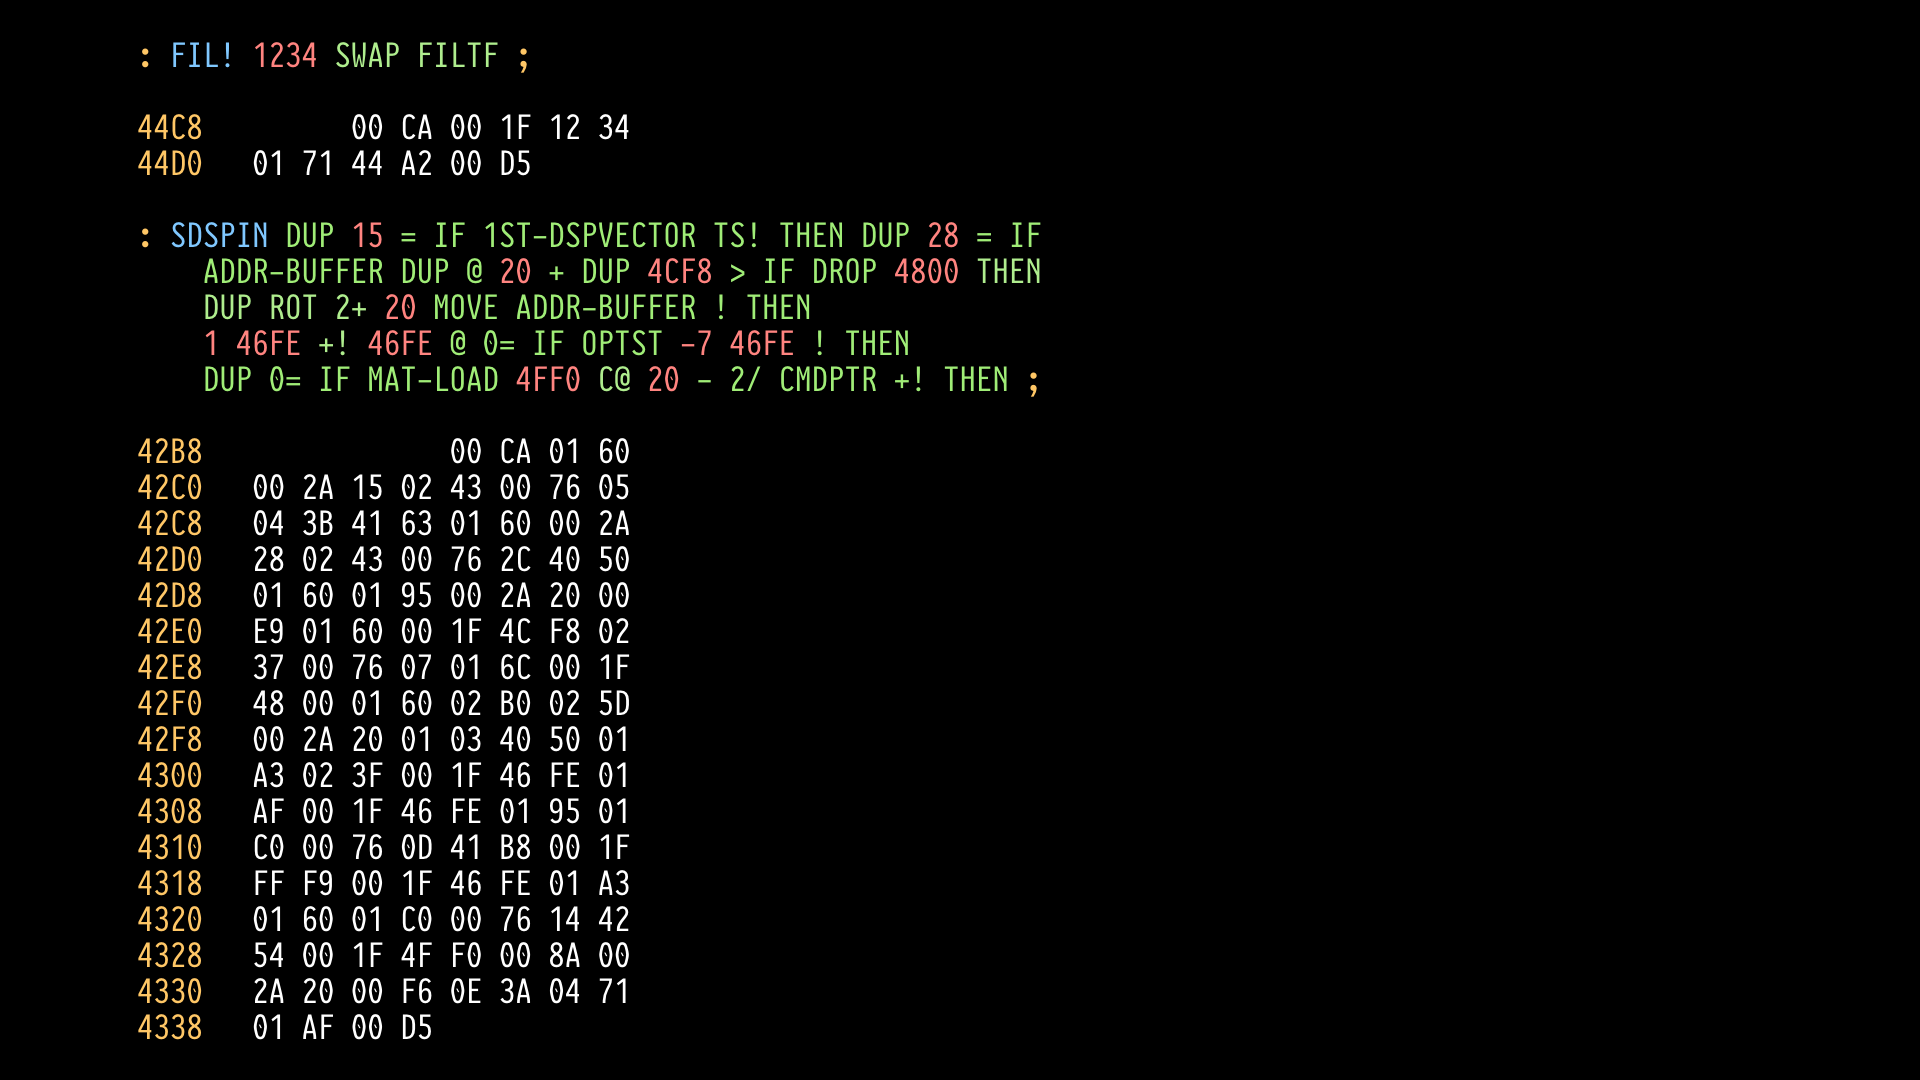 : FIL! 1234 SWAP FILTF ;
44C8 00 CA 00 1F 12 34
44D0 01 71 44 A2 00 D5
: SDSPIN DUP 15 = IF 1ST-DSPVECTOR TS! THEN DUP 28 = IF
ADDR-BUFFER DUP @ 20 + DUP 4CF8 > IF DROP 4800 THEN
DUP ROT 2+ 20 MOVE ADDR-BUFFER ! THEN
1 46FE +! 46FE @ 0= IF OPTST -7 46FE ! THEN
DUP 0= IF MAT-LOAD 4FF0 C@ 20 - 2/ CMDPTR +! THEN ;
42B8 00 CA 01 60
42C0 00 2A 15 02 43 00 76 05
42C8 04 3B 41 63 01 60 00 2A
42D0 28 02 43 00 76 2C 40 50
42D8 01 60 01 95 00 2A 20 00
42E0 E9 01 60 00 1F 4C F8 02
42E8 37 00 76 07 01 6C 00 1F
42F0 48 00 01 60 02 B0 02 5D
42F8 00 2A 20 01 03 40 50 01
4300 A3 02 3F 00 1F 46 FE 01
4308 AF 00 1F 46 FE 01 95 01
4310 C0 00 76 0D 41 B8 00 1F
4318 FF F9 00 1F 46 FE 01 A3
4320 01 60 01 C0 00 76 14 42
4328 54 00 1F 4F F0 00 8A 00
4330 2A 20 00 F6 0E 3A 04 71
4338 01 AF 00 D5